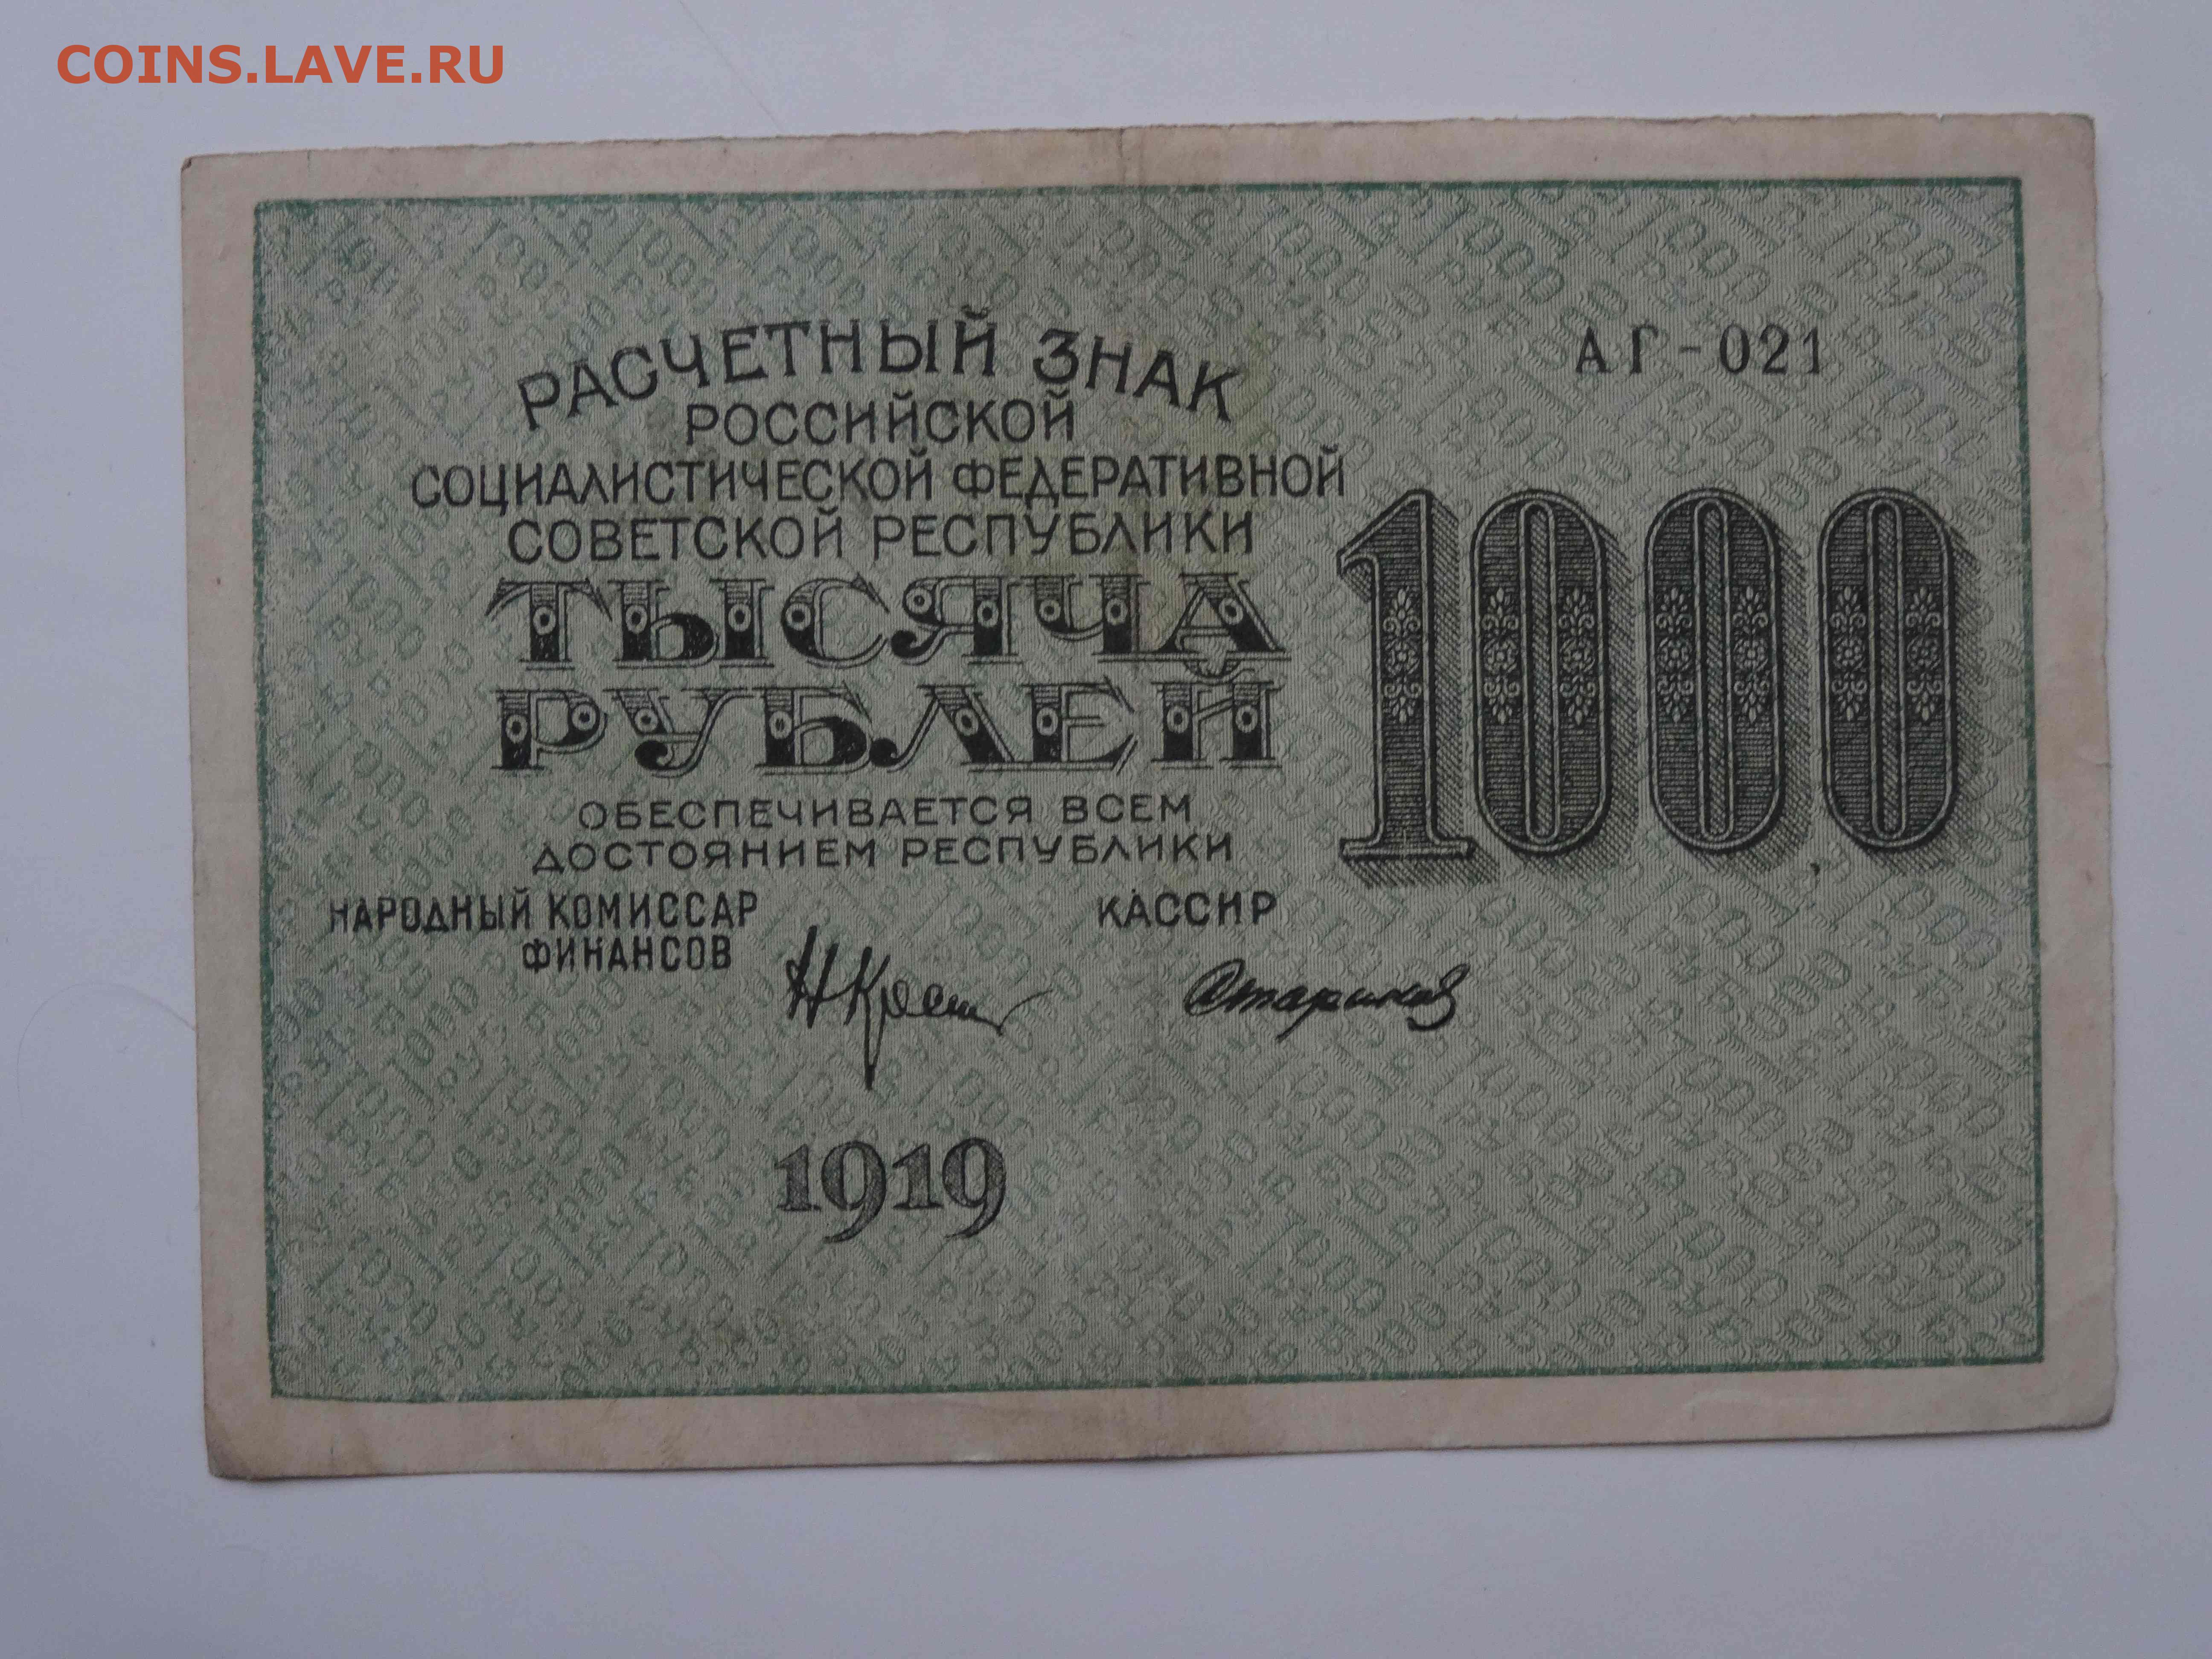 COINS.LAVE.RU
РАСЧЕТНЫЙ ЗНАК
АГ-021
РОССИЙСКОЙ
СОЦИАЛИСТИЧЕСКОЙ ФЕДЕРАТИВНОЙ
СОВЕТСКОЙ РЕСПУБЛИКИ
ТЫСЯЧА
РУБЛЕЙ
1000
ОБЕСПЕЧИВАЕТСЯ ВСЕМ
ДОСТОЯНИЕМ РЕСПУБЛИКИ
НАРОДНЫЙ КОМИССАР
ФИНАНСОВ
КАССИР
1919